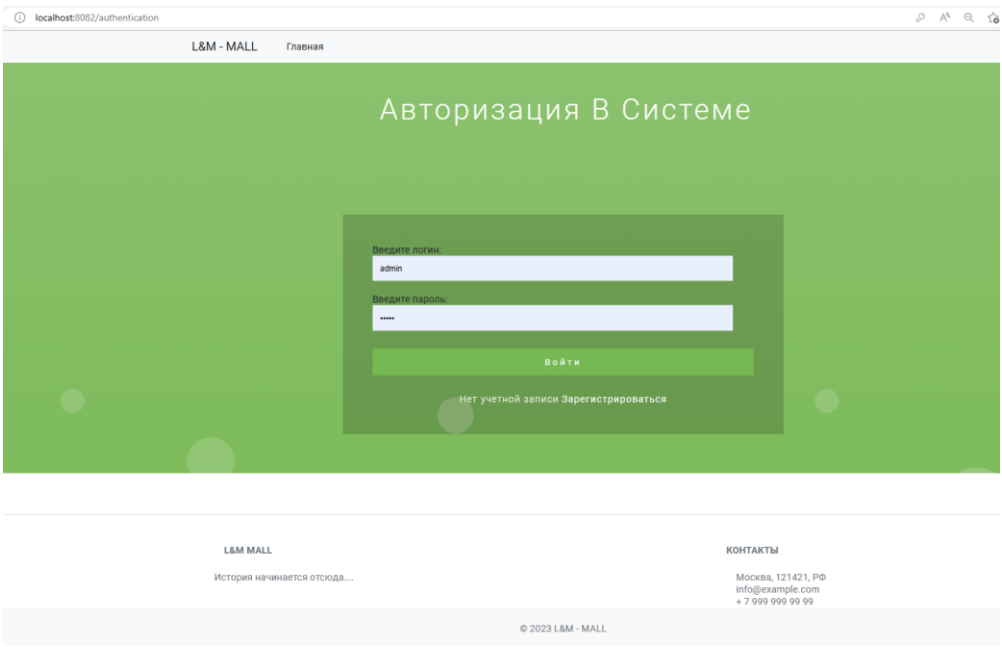 localhost:8082/authentication
L&M - MALL Главная
Авторизация В Системе
Введите логин:
admin
Введите пароль:
•••••
Войти
Нет учетной записи Зарегистрироваться
L&M MALL
История начинается отсюда....
КОНТАКТЫ
Москва, 121421, РФ
info@example.com
+ 7 999 999 99 99
© 2023 L&M - MALL